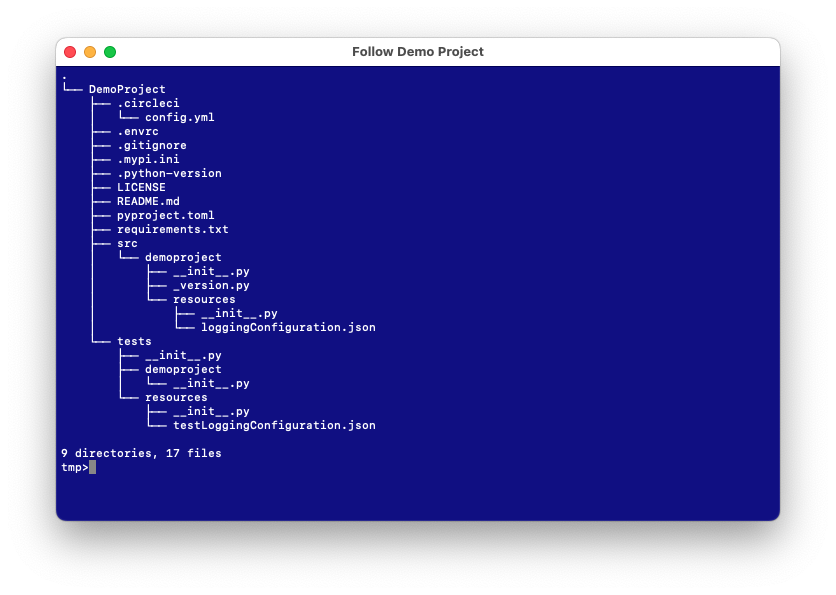 Follow Demo Project
.
└── DemoProject
    ├── .circleci
    │   └── config.yml
    ├── .envrc
    ├── .gitignore
    ├── .mypi.ini
    ├── .python-version
    ├── LICENSE
    ├── README.md
    ├── pyproject.toml
    ├── requirements.txt
    ├── src
    │   └── demoproject
    │       ├── __init__.py
    │       ├── _version.py
    │       └── resources
    │           ├── __init__.py
    │           └── loggingConfiguration.json
    └── tests
        ├── __init__.py
        ├── demoproject
        │   └── __init__.py
        └── resources
            ├── __init__.py
            └── testLoggingConfiguration.json
9 directories, 17 files
tmp>